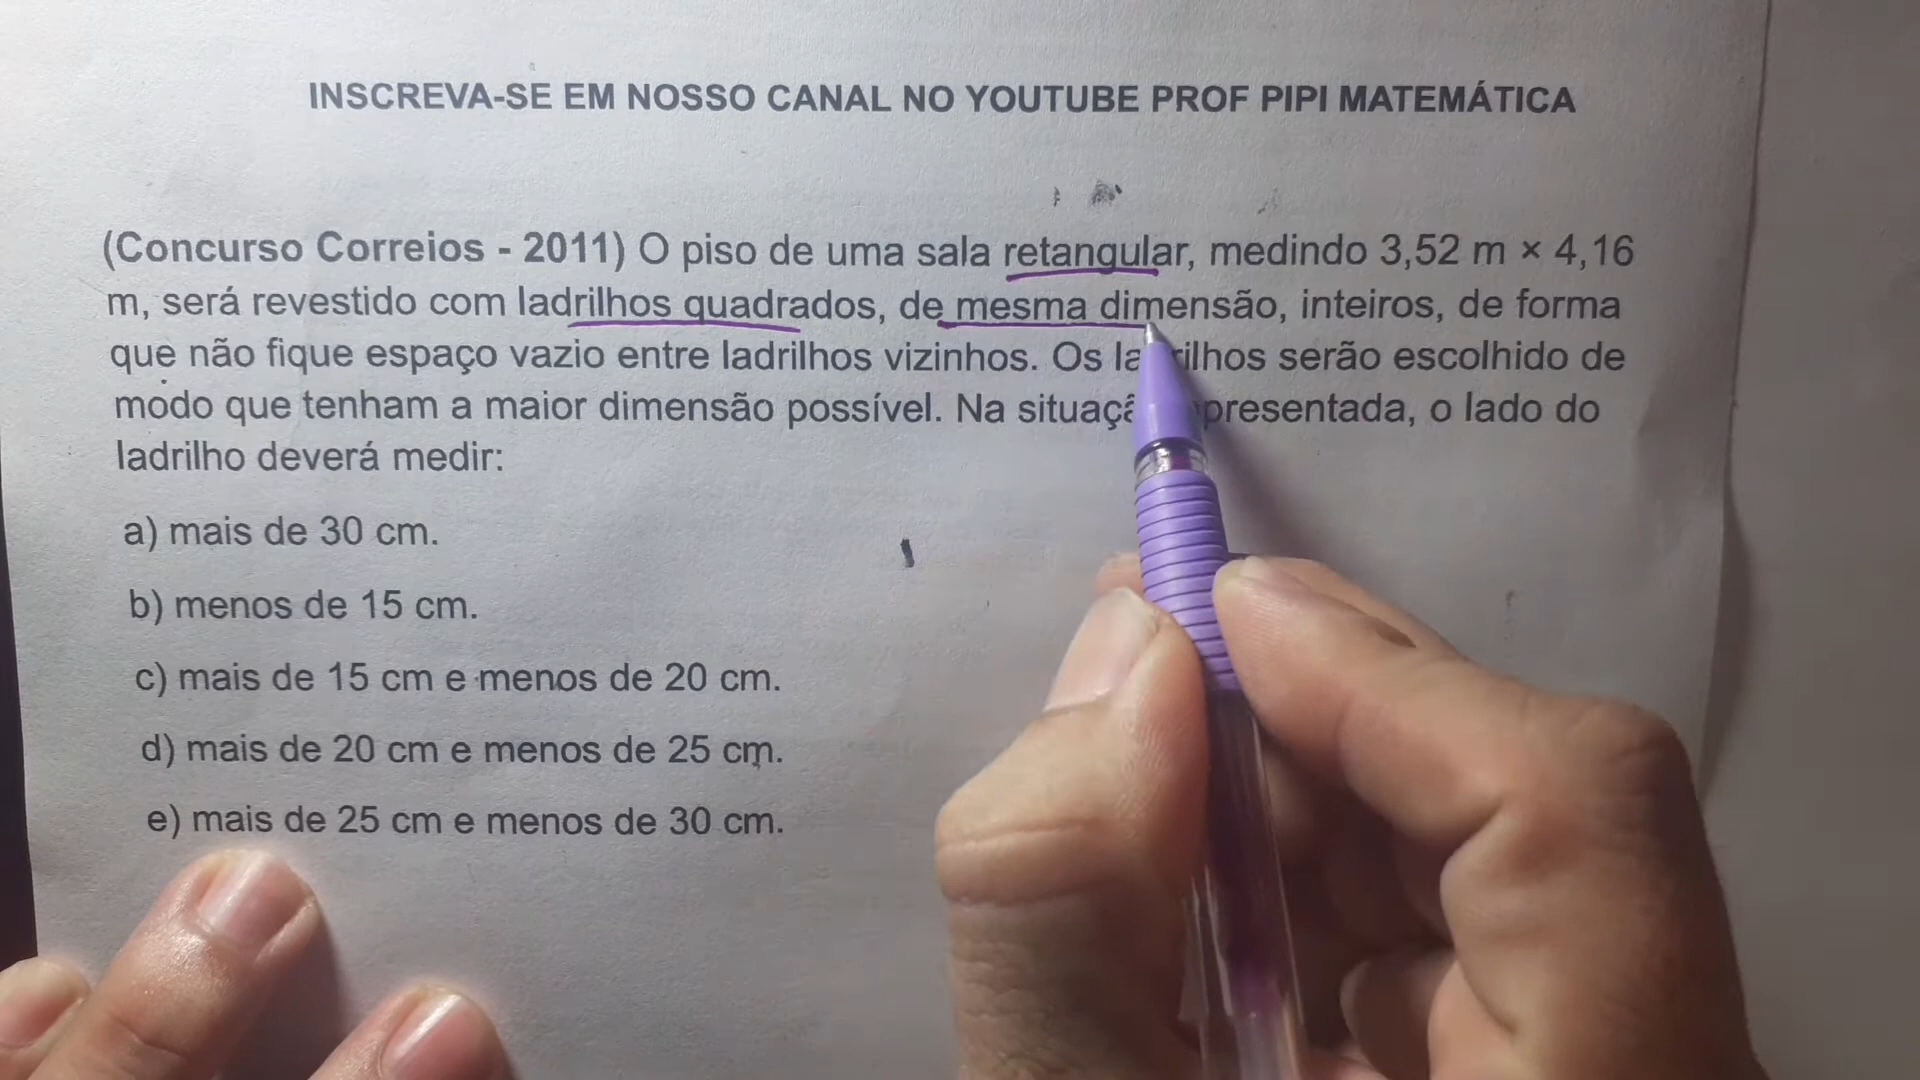 INSCREVA-SE EM NOSSO CANAL NO YOUTUBE PROF PIPI MATEMÁTICA
(Concurso Correios - 2011) O piso de uma sala retangular, medindo 3,52 m × 4,16
m, será revestido com ladrilhos quadrados, de mesma dimensão, inteiros, de forma
que não fique espaço vazio entre ladrilhos vizinhos. Os serão escolhido de
modo que tenham a maior dimensão possível. Na o lado do
ladrilho deverá medir:
a) mais de 30 cm.
b) menos de 15 cm.
c) mais de 15 cm e menos de 20 cm.
d) mais de 20 cm e menos de 25 cm.
e) mais de 25 cm e menos de 30 cm.